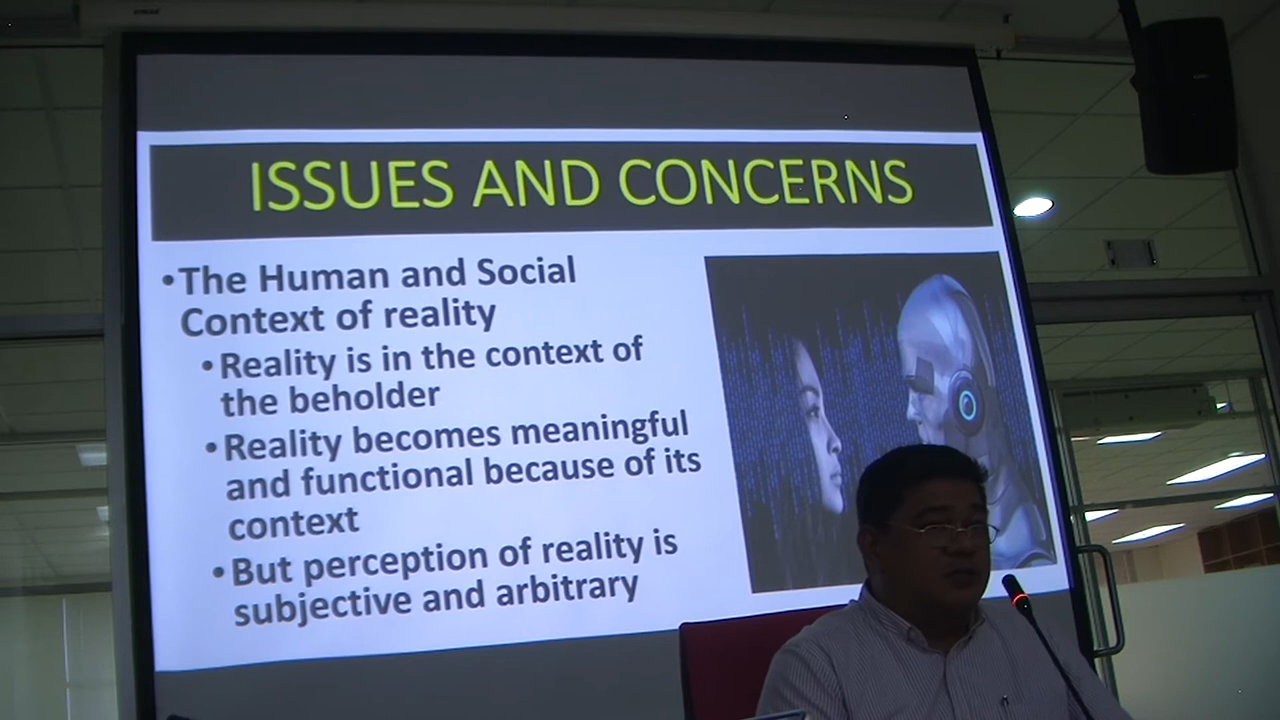 ISSUES AND CONCERNS
•The Human and Social
Context of reality
•Reality is in the context of
the beholder
•Reality becomes meaningful
and functional because of its
context
•But perception of reality is
subjective and arbitrary